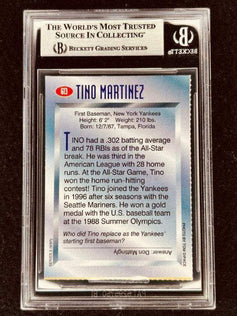 THE WORLD'S MOST TRUSTED
SOURCE IN COLLECTING™
BECKETT GRADING SERVICES
TINO MARTINEZ
First Baseman, New York Yankees
Height: 6' 2" Weight: 210 lbs.
Born: 12/7/67, Tampa, Florida
TINO had a .302 batting average
and 78 RBIs as of the All-Star
break. He was third in the
American League with 28 home
runs. At the All-Star Game, Tino
won the home run-hitting
contest! Tino joined the Yankees
in 1996 after six seasons with the
Seattle Mariners. He won a gold
medal with the U.S. baseball team
at the 1988 Summer Olympics.
Who did Tino replace as the Yankees'
starting first baseman?
Answer: Don Mattingly